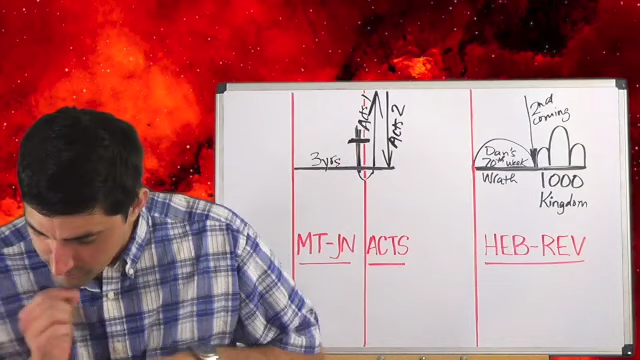 3yrs
Acts 1
Acts 2
MT-JN
ACTS
2nd
coming
Dan's
70th week
Wrath
1000
Kingdom
HEB-REV